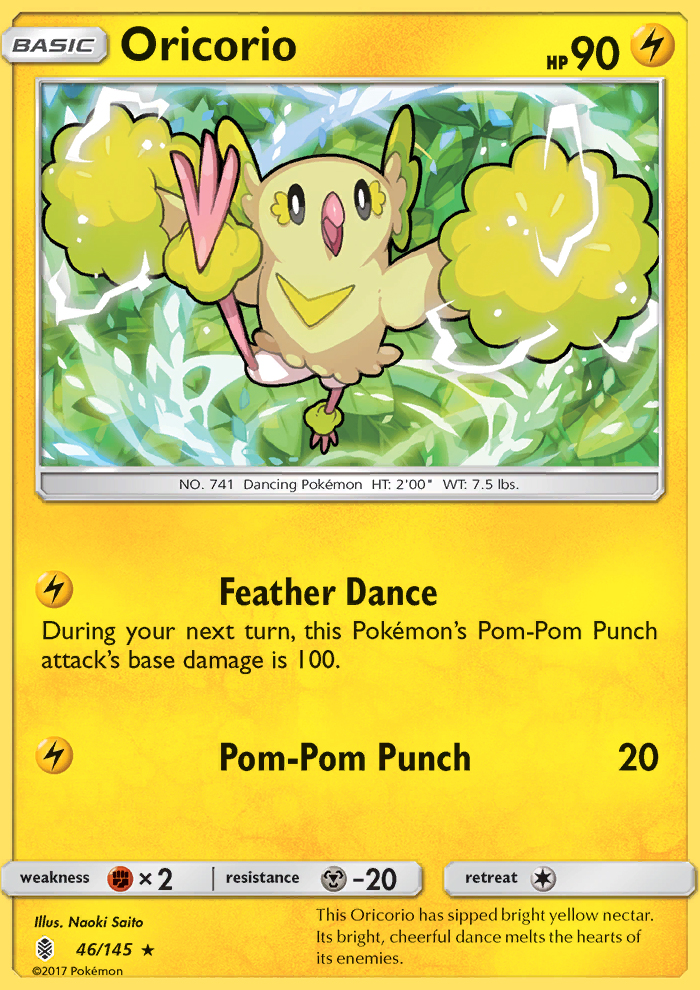 BASIC Oricorio HP 90
NO. 741 Dancing Pokémon HT: 2'00" WT: 7.5 lbs.
Feather Dance
During your next turn, this Pokémon's Pom-Pom Punch
attack's base damage is 100.
Pom-Pom Punch 20
weakness ×2 resistance –20 retreat
Illus. Naoki Saito
46/145 ★
©2017 Pokémon
This Oricorio has sipped bright yellow nectar.
Its bright, cheerful dance melts the hearts of
its enemies.